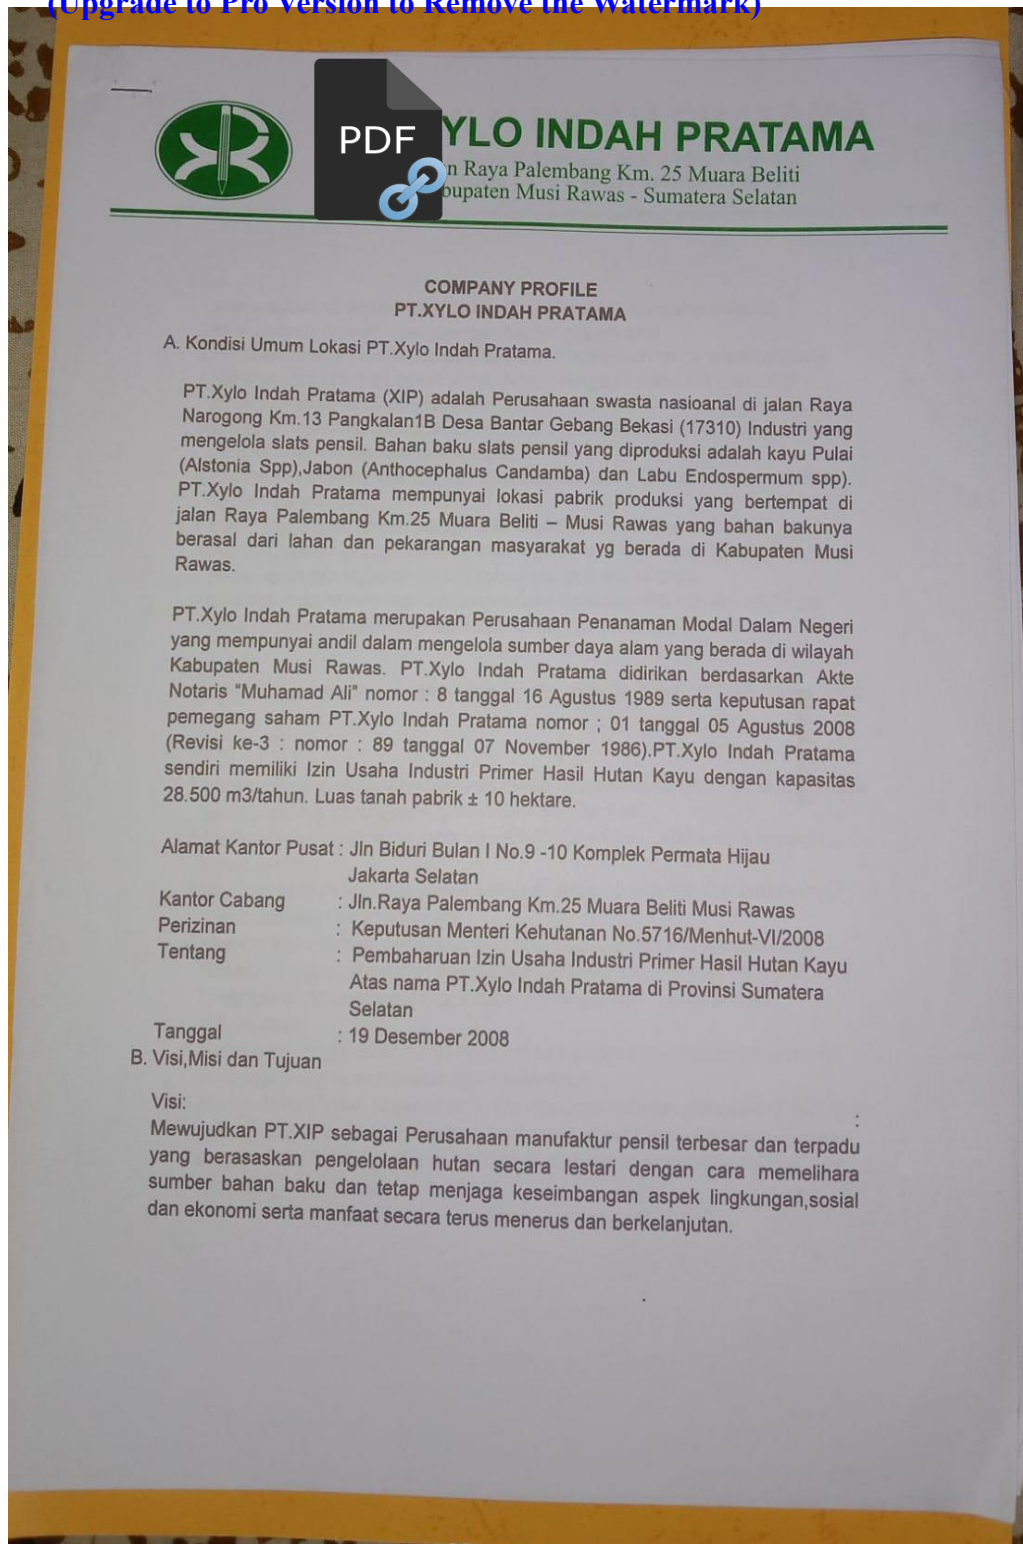 (Upgrade to Pro Version to Remove the Watermark)
PDF
YLO INDAH PRATAMA
n Raya Palembang Km. 25 Muara Beliti
bupaten Musi Rawas - Sumatera Selatan
COMPANY PROFILE
PT.XYLO INDAH PRATAMA
A. Kondisi Umum Lokasi PT.Xylo Indah Pratama.
PT.Xylo Indah Pratama (XIP) adalah Perusahaan swasta nasioanal di jalan Raya
Narogong Km.13 Pangkalan1B Desa Bantar Gebang Bekasi (17310) Industri yang
mengelola slats pensil. Bahan baku slats pensil yang diproduksi adalah kayu Pulai
(Alstonia Spp),Jabon (Anthocephalus Candamba) dan Labu Endospermum spp).
PT.Xylo Indah Pratama mempunyai lokasi pabrik produksi yang bertempat di
jalan Raya Palembang Km.25 Muara Beliti – Musi Rawas yang bahan bakunya
berasal dari lahan dan pekarangan masyarakat yg berada di Kabupaten Musi
Rawas.
PT.Xylo Indah Pratama merupakan Perusahaan Penanaman Modal Dalam Negeri
yang mempunyai andil dalam mengelola sumber daya alam yang berada di wilayah
Kabupaten Musi Rawas. PT.Xylo Indah Pratama didirikan berdasarkan Akte
Notaris “Muhamad Ali” nomor : 8 tanggal 16 Agustus 1989 serta keputusan rapat
pemegang saham PT.Xylo Indah Pratama nomor ; 01 tanggal 05 Agustus 2008
(Revisi ke-3 : nomor : 89 tanggal 07 November 1986).PT.Xylo Indah Pratama
sendiri memiliki Izin Usaha Industri Primer Hasil Hutan Kayu dengan kapasitas
28.500 m3/tahun. Luas tanah pabrik ± 10 hektare.
Alamat Kantor Pusat : Jln Biduri Bulan I No.9 -10 Komplek Permata Hijau
Jakarta Selatan
Kantor Cabang : Jln.Raya Palembang Km.25 Muara Beliti Musi Rawas
Perizinan : Keputusan Menteri Kehutanan No.5716/Menhut-VI/2008
Tentang : Pembaharuan Izin Usaha Industri Primer Hasil Hutan Kayu
Atas nama PT.Xylo Indah Pratama di Provinsi Sumatera
Selatan
Tanggal : 19 Desember 2008
B. Visi,Misi dan Tujuan
Visi:
Mewujudkan PT.XIP sebagai Perusahaan manufaktur pensil terbesar dan terpadu
yang berasaskan pengelolaan hutan secara lestari dengan cara memelihara
sumber bahan baku dan tetap menjaga keseimbangan aspek lingkungan,sosial
dan ekonomi serta manfaat secara terus menerus dan berkelanjutan.